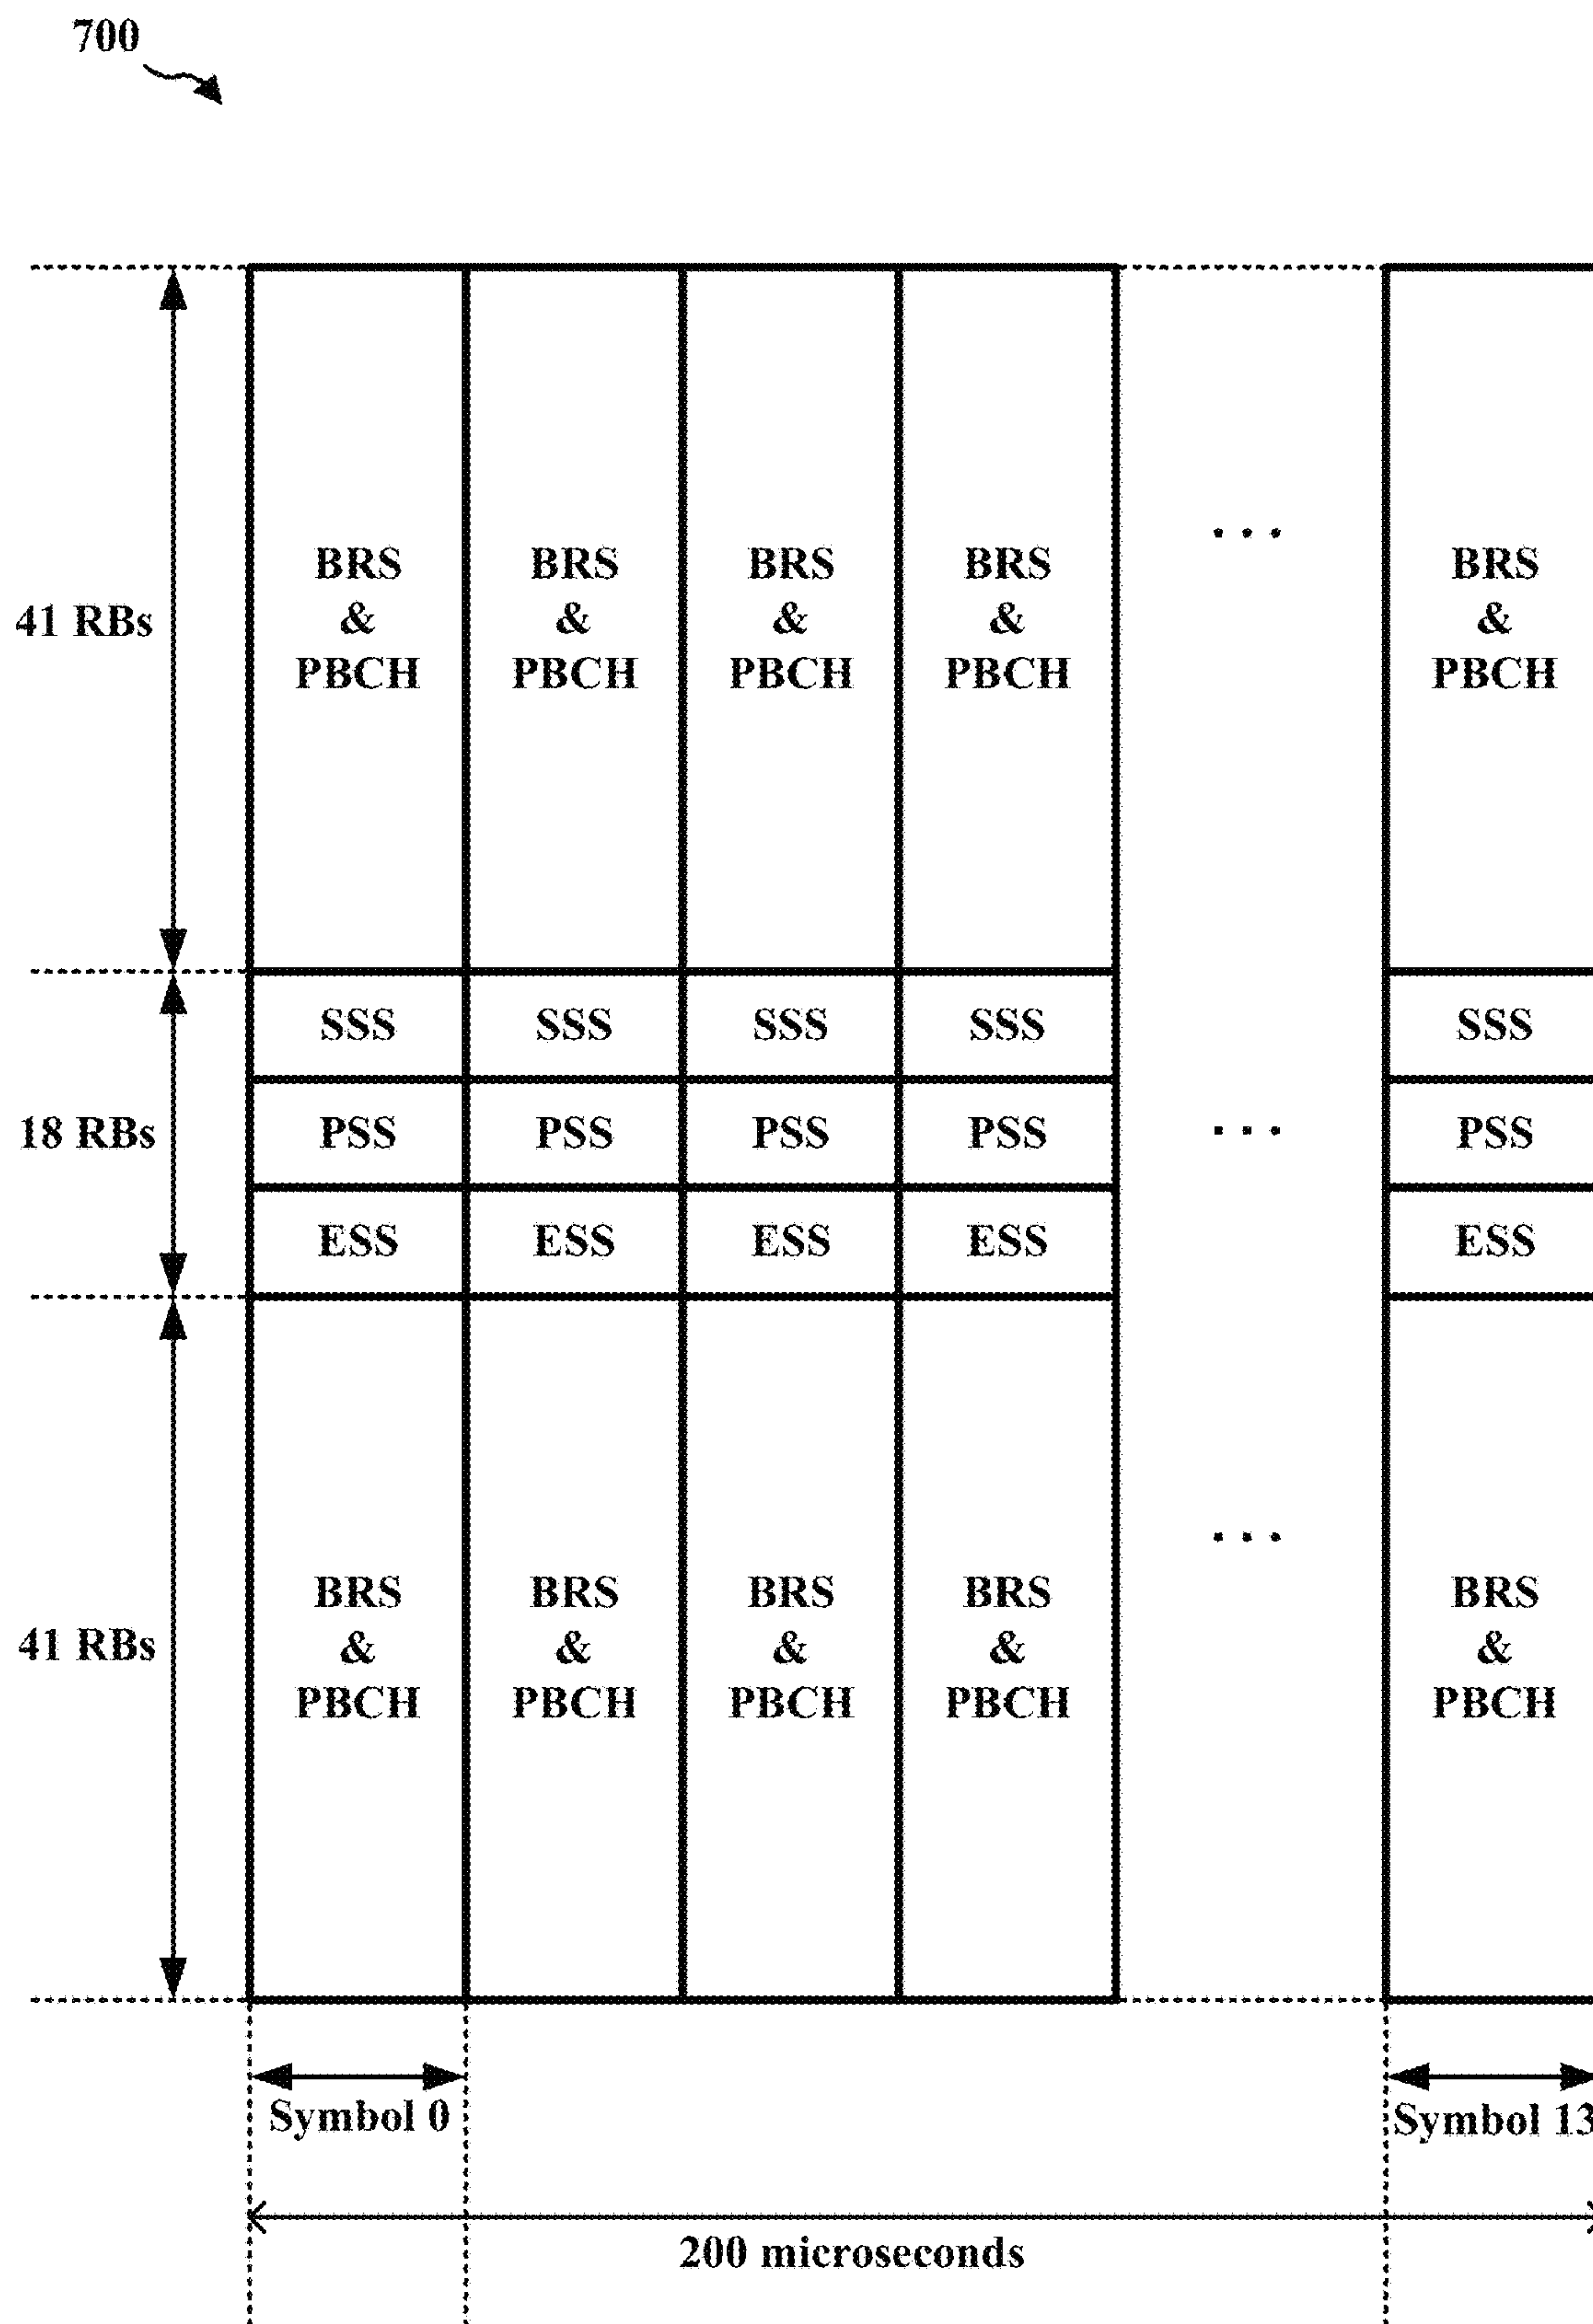 700
BRS BRS BRS BRS ... BRS
41 RBs & & & & &
PBCH PBCH PBCH PBCH PBCH
SSS SSS SSS SSS SSS
18 RBs PSS PSS PSS PSS ... PSS
ESS ESS ESS ESS ESS
...
BRS BRS BRS BRS BRS
41 RBs & & & & &
PBCH PBCH PBCH PBCH PBCH
Symbol 0 Symbol 13
200 microseconds